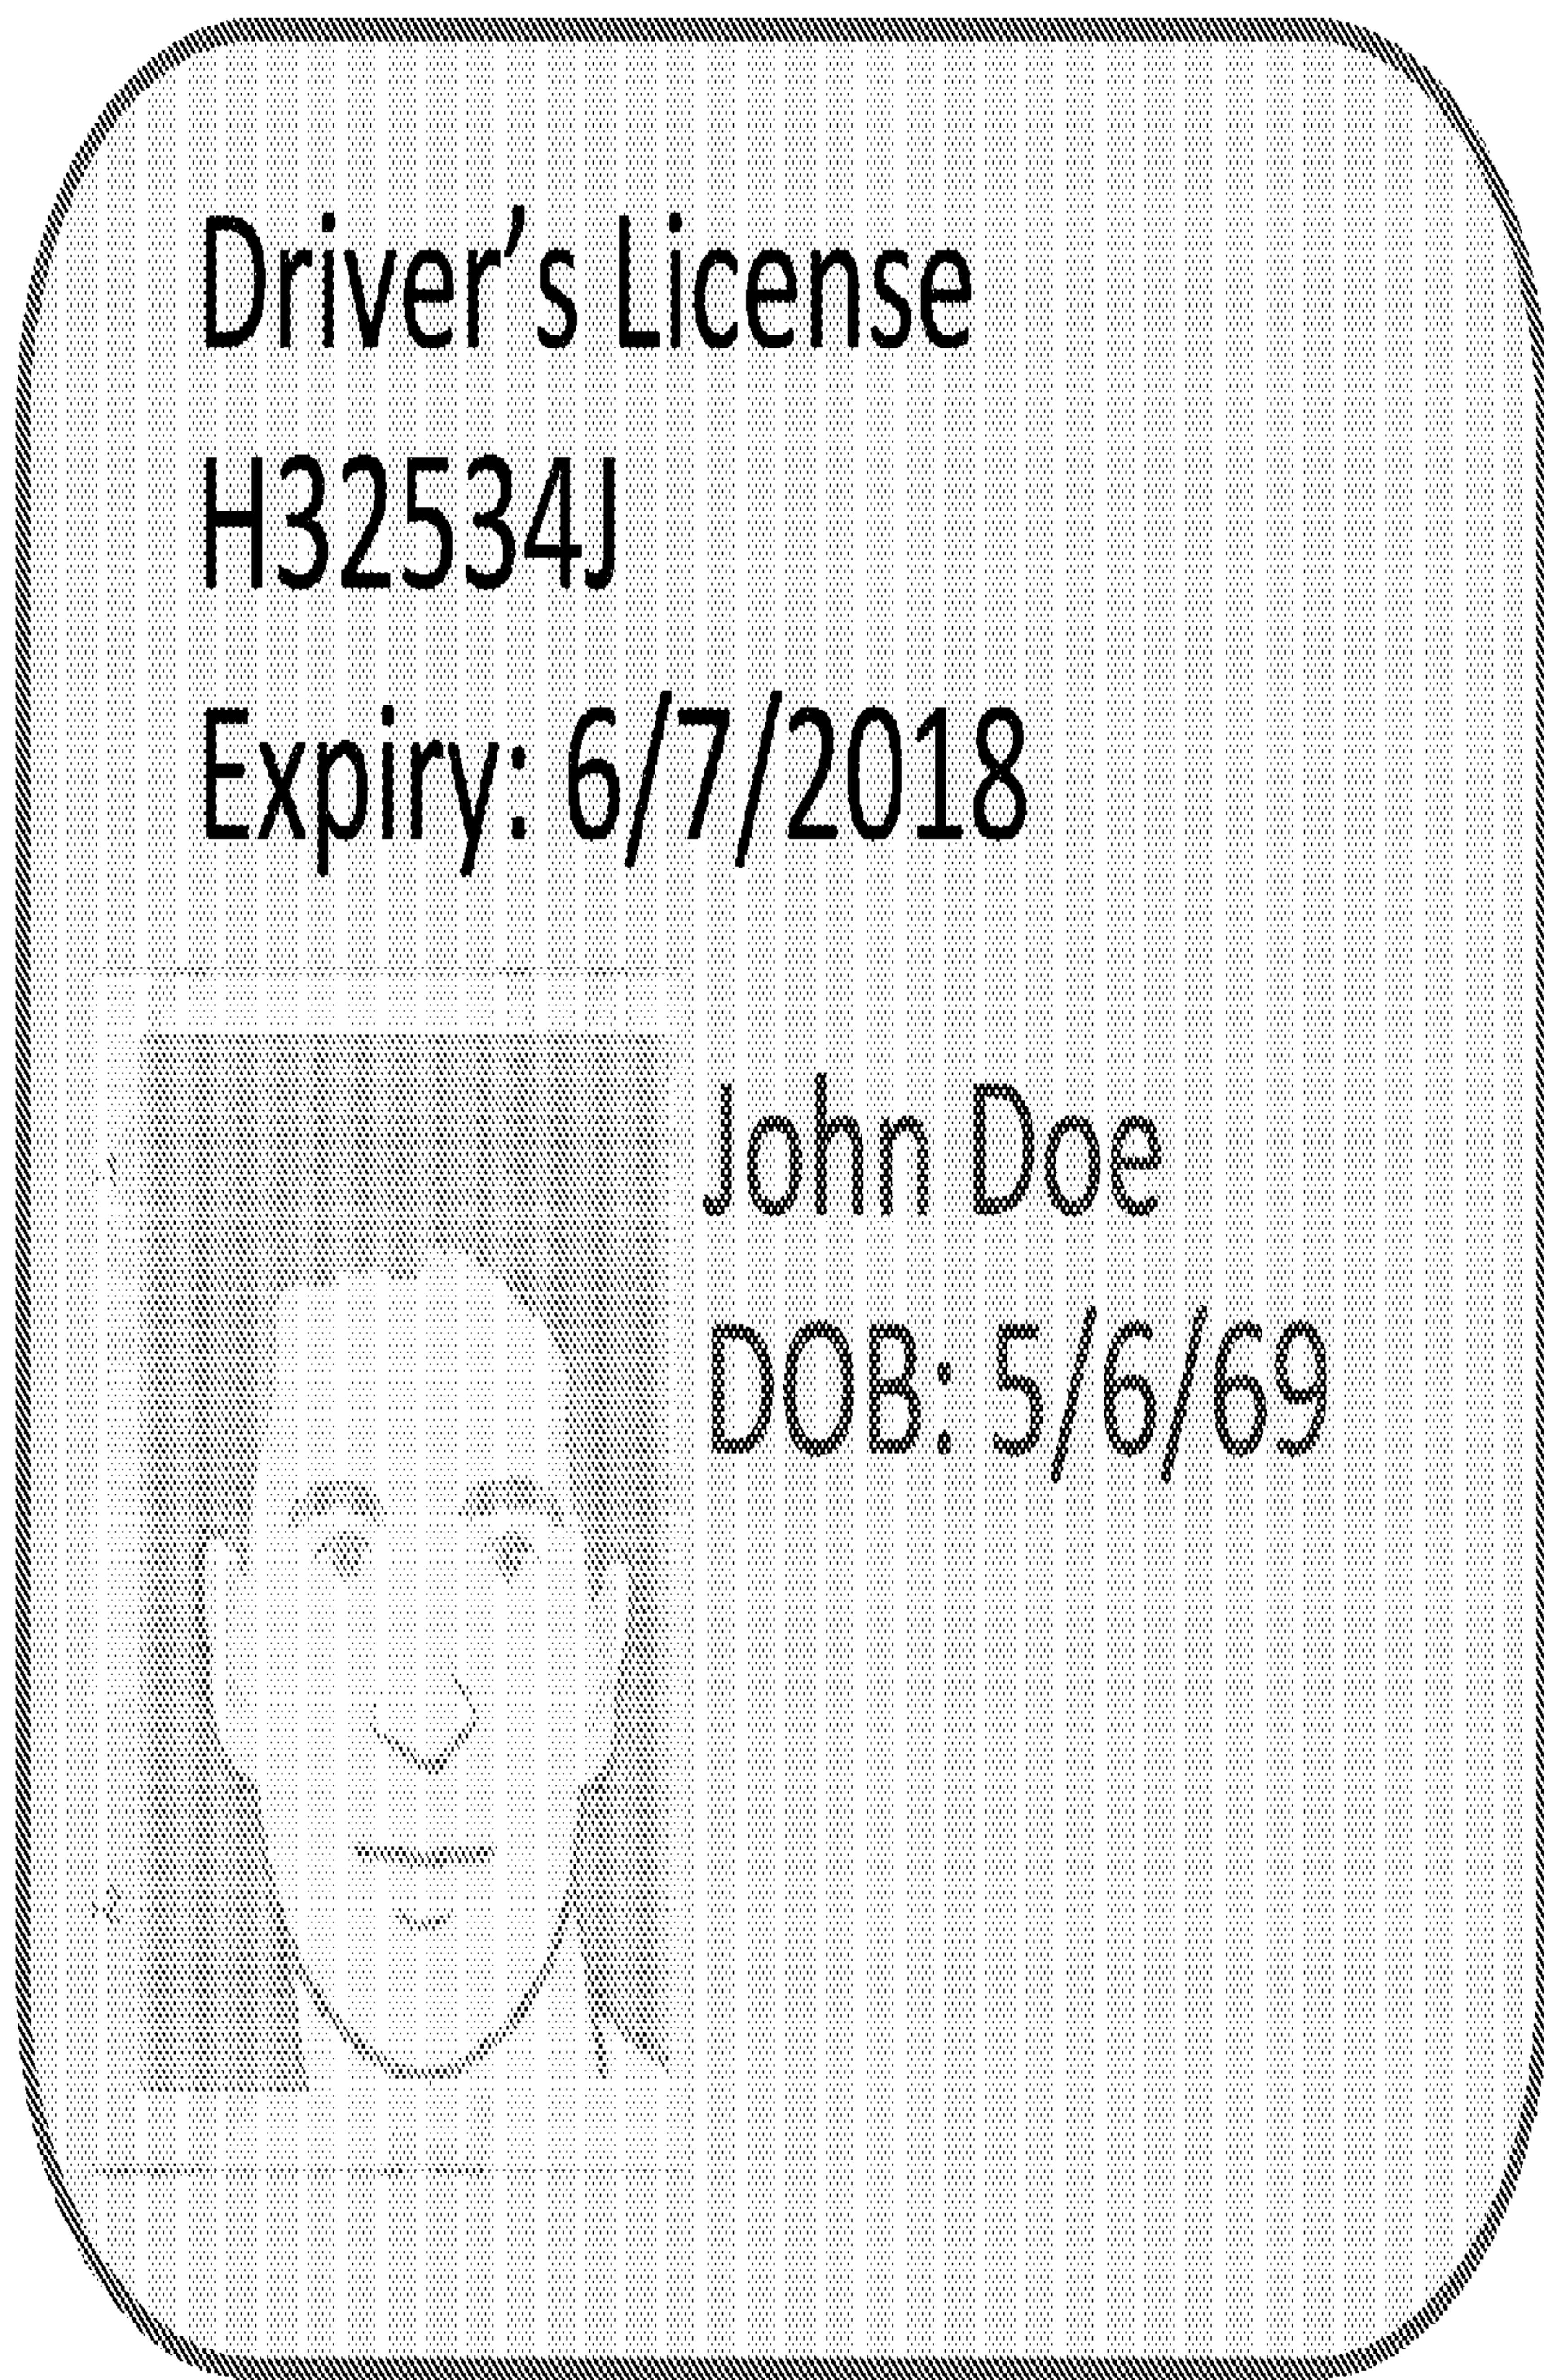 Driver’s License
H32534J
Expiry: 6/7/2018
John Doe
DOB: 5/6/69